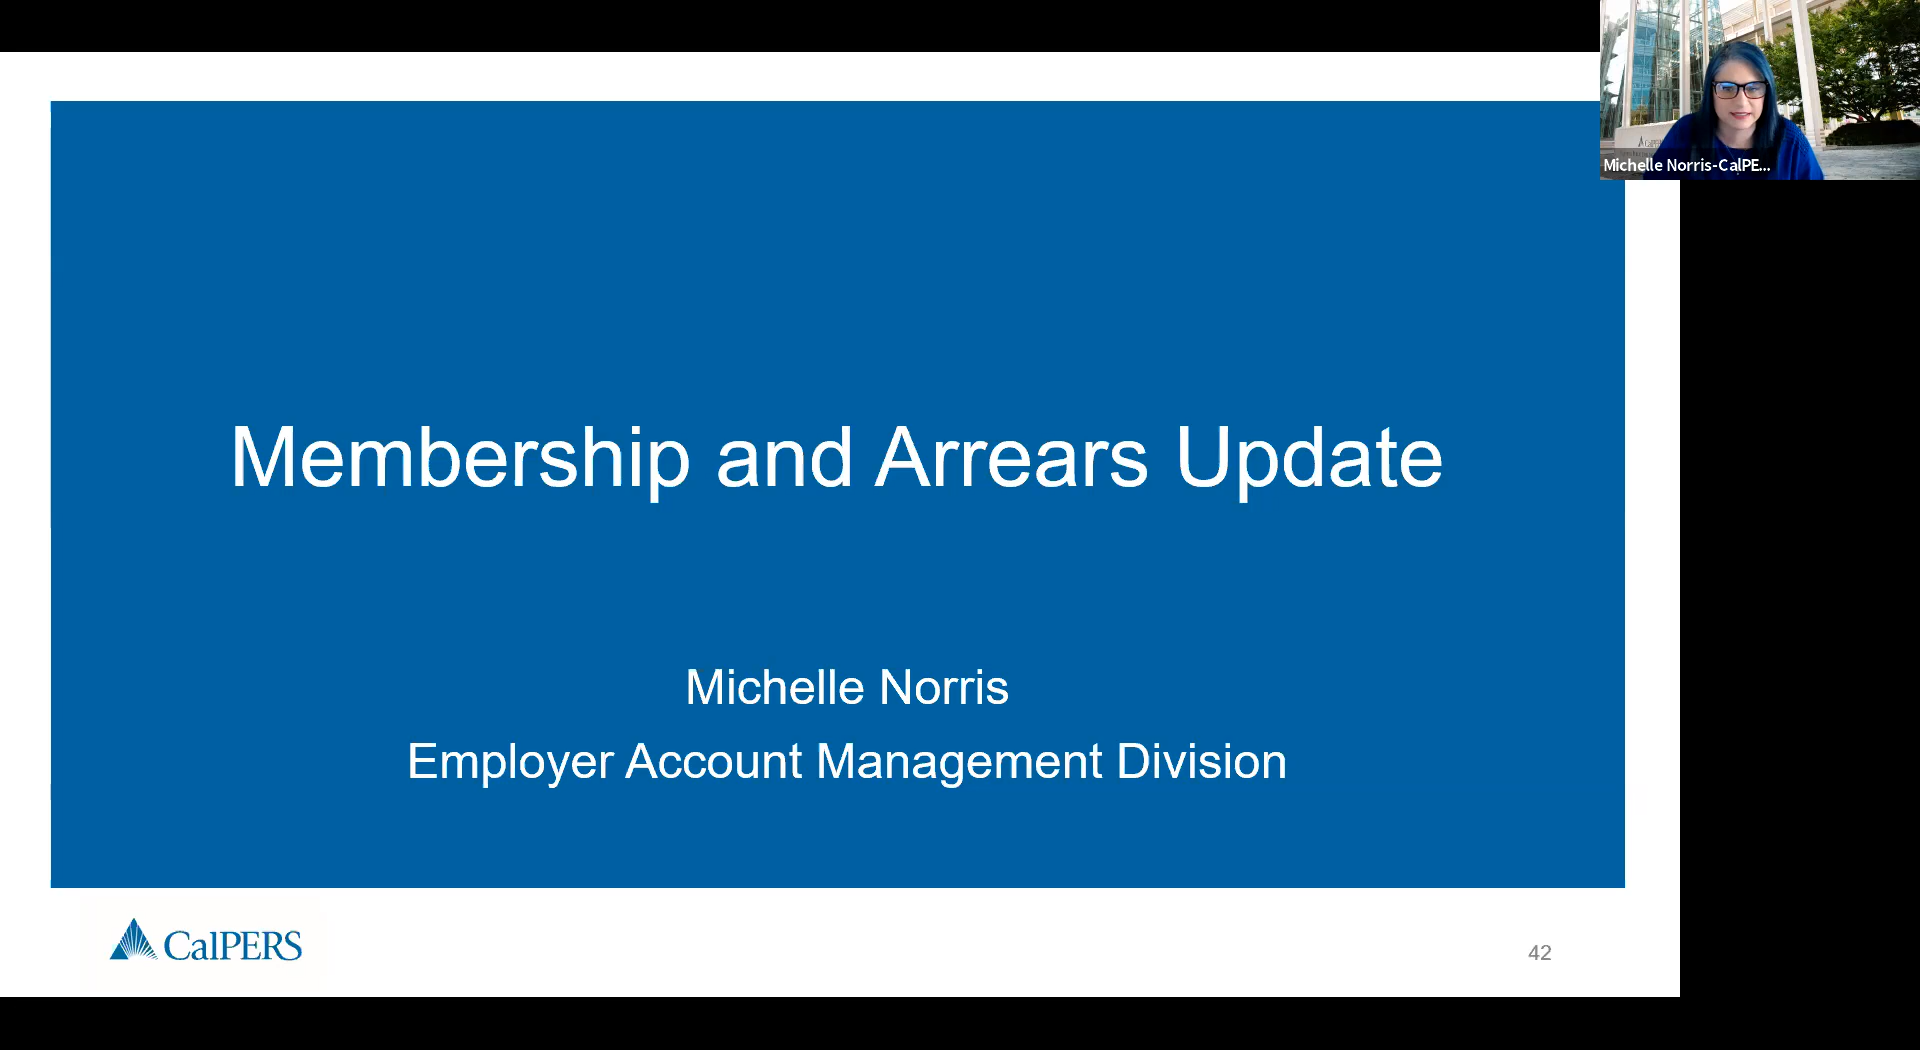 Michelle Norris-CalPE...
Membership and Arrears Update
Michelle Norris
Employer Account Management Division
CalPERS
42